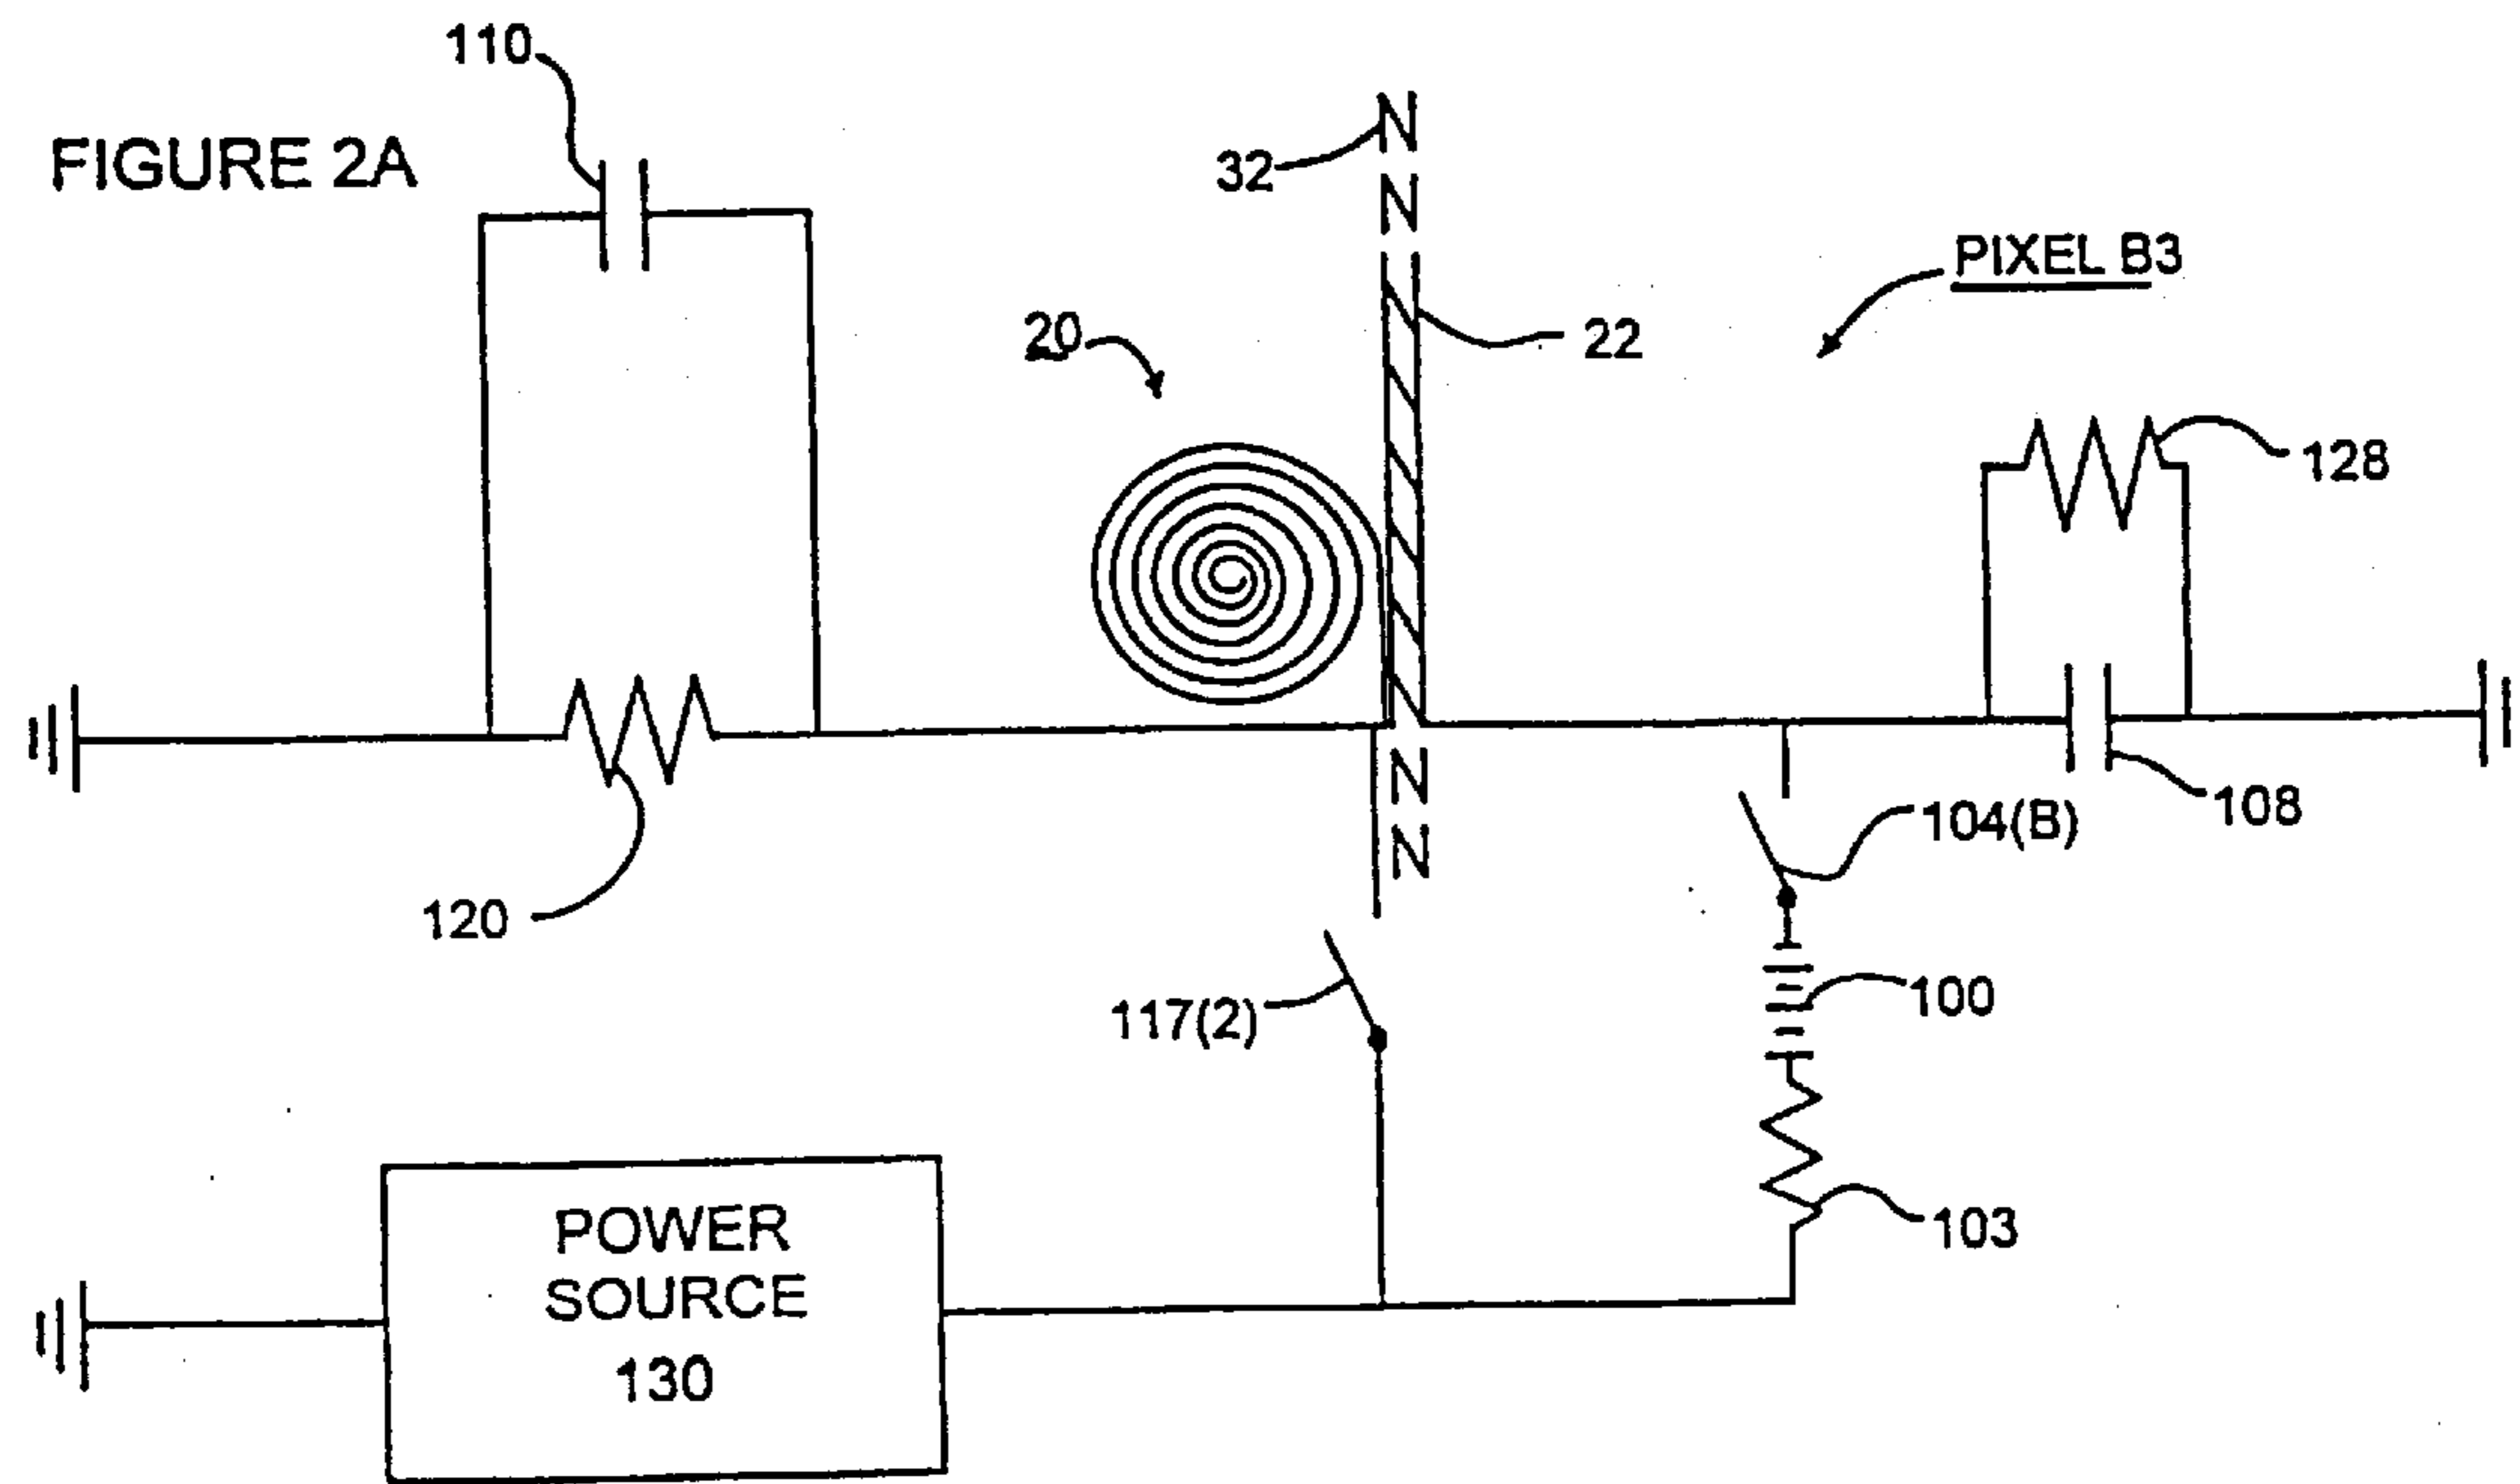 110
FIGURE 2A
32
N
N
PIXEL B3
20
22
128
N
N
104(B)
108
120
117(2)
100
103
POWER
SOURCE
130